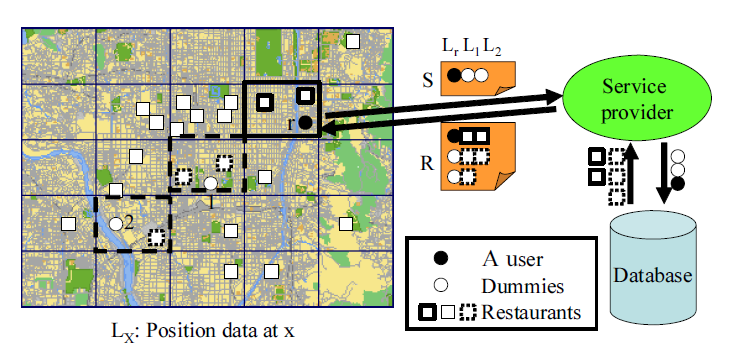 L_r L_1 L_2
S
Service
provider
r
R
1
2
A user
Dummies
Restaurants
Database
L_X: Position data at x